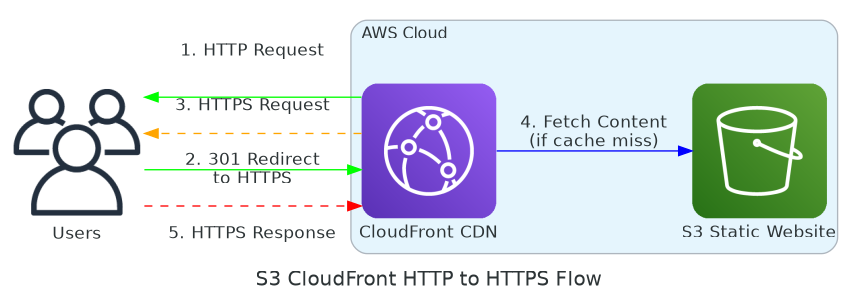 AWS Cloud
1. HTTP Request
3. HTTPS Request
2. 301 Redirect
to HTTPS
5. HTTPS Response
4. Fetch Content
(if cache miss)
Users
CloudFront CDN
S3 Static Website
S3 CloudFront HTTP to HTTPS Flow